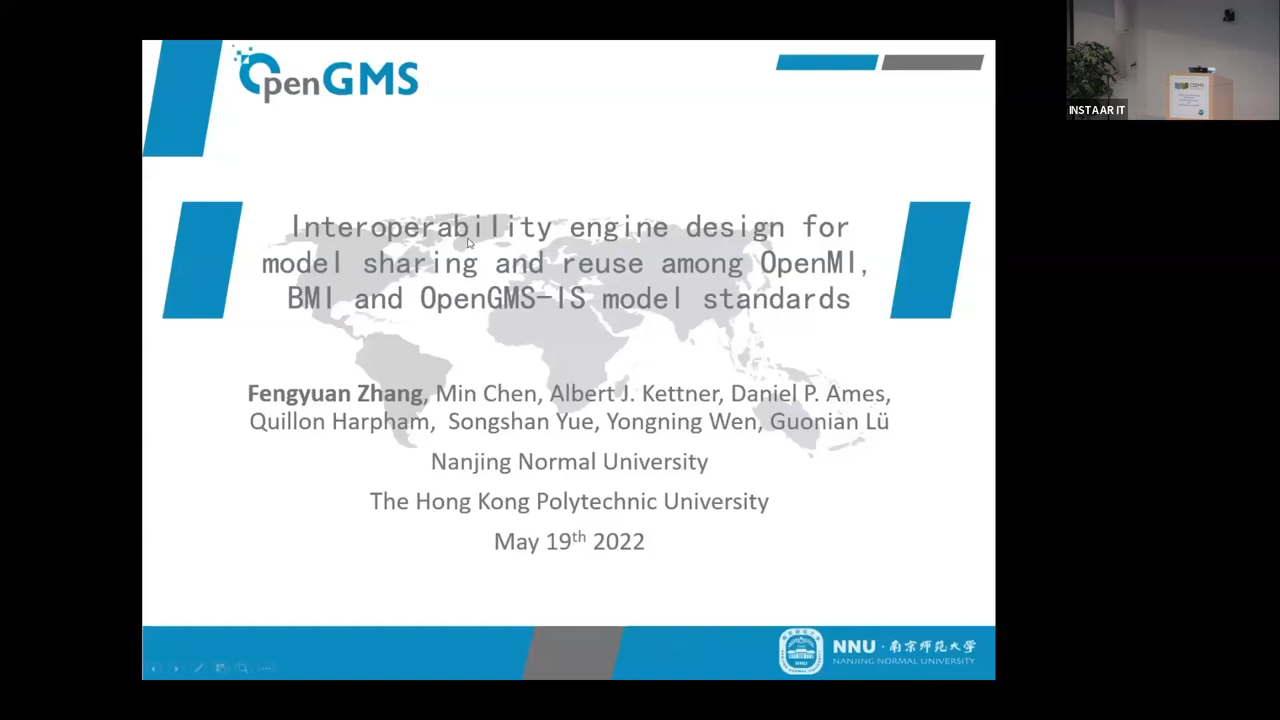 OpenGMS
INSTAAR IT
Interoperability engine design for
model sharing and reuse among OpenMI,
BMI and OpenGMS-IS model standards
Fengyuan Zhang, Min Chen, Albert J. Kettner, Daniel P. Ames,
Quillon Harpham, Songshan Yue, Yongning Wen, Guonian Lü
Nanjing Normal University
The Hong Kong Polytechnic University
May 19th 2022
NNU·南京师范大学
NANJING NORMAL UNIVERSITY